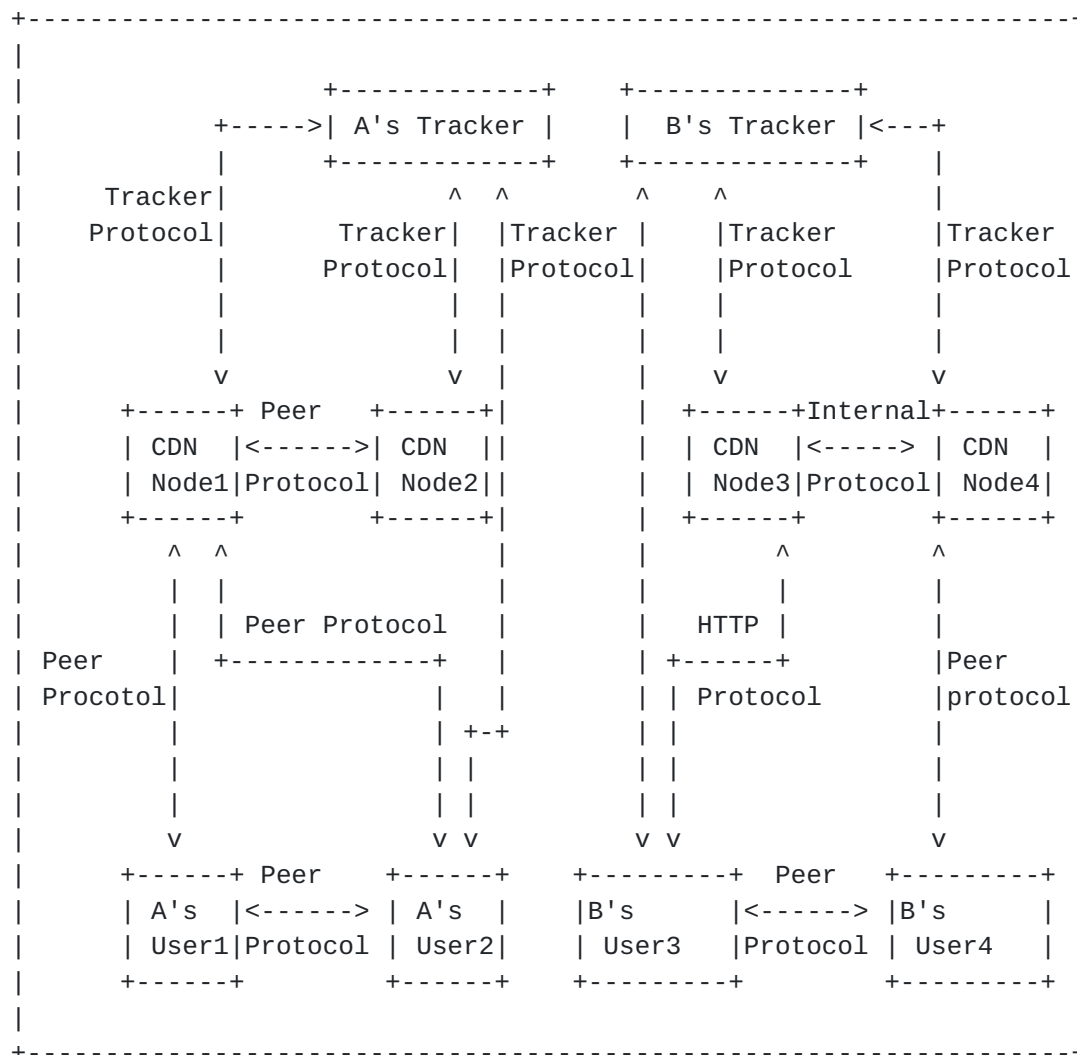 A's Tracker B's Tracker
Tracker
Protocol Tracker Tracker Tracker Tracker
Protocol Protocol Protocol Protocol
Peer Internal
CDN CDN CDN CDN
Node1 Protocol Node2 Node3 Protocol Node4
Peer Protocol HTTP
Peer Peer
Procotol Protocol protocol
Peer Peer
A's A's B's B's
User1 Protocol User2 User3 Protocol User4